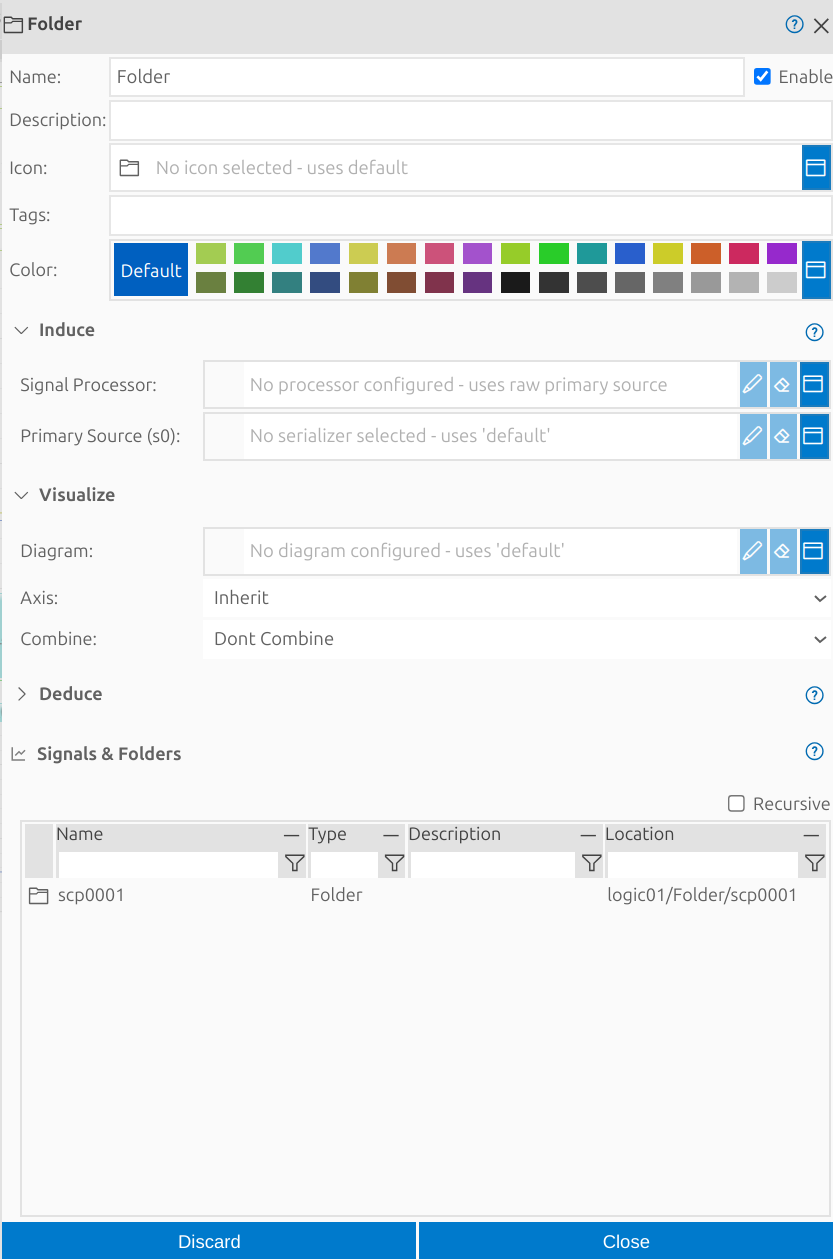 Folder
Name: Folder Enable
Description:
Icon: No icon selected - uses default
Tags:
Color: Default
Induce
Signal Processor: No processor configured - uses raw primary source
Primary Source (s0): No serializer selected - uses 'default'
Visualize
Diagram: No diagram configured - uses 'default'
Axis: Inherit
Combine: Dont Combine
Deduce
Signals & Folders
Recursive
Name Type Description Location
scp0001 Folder logic01/Folder/scp0001
Discard Close